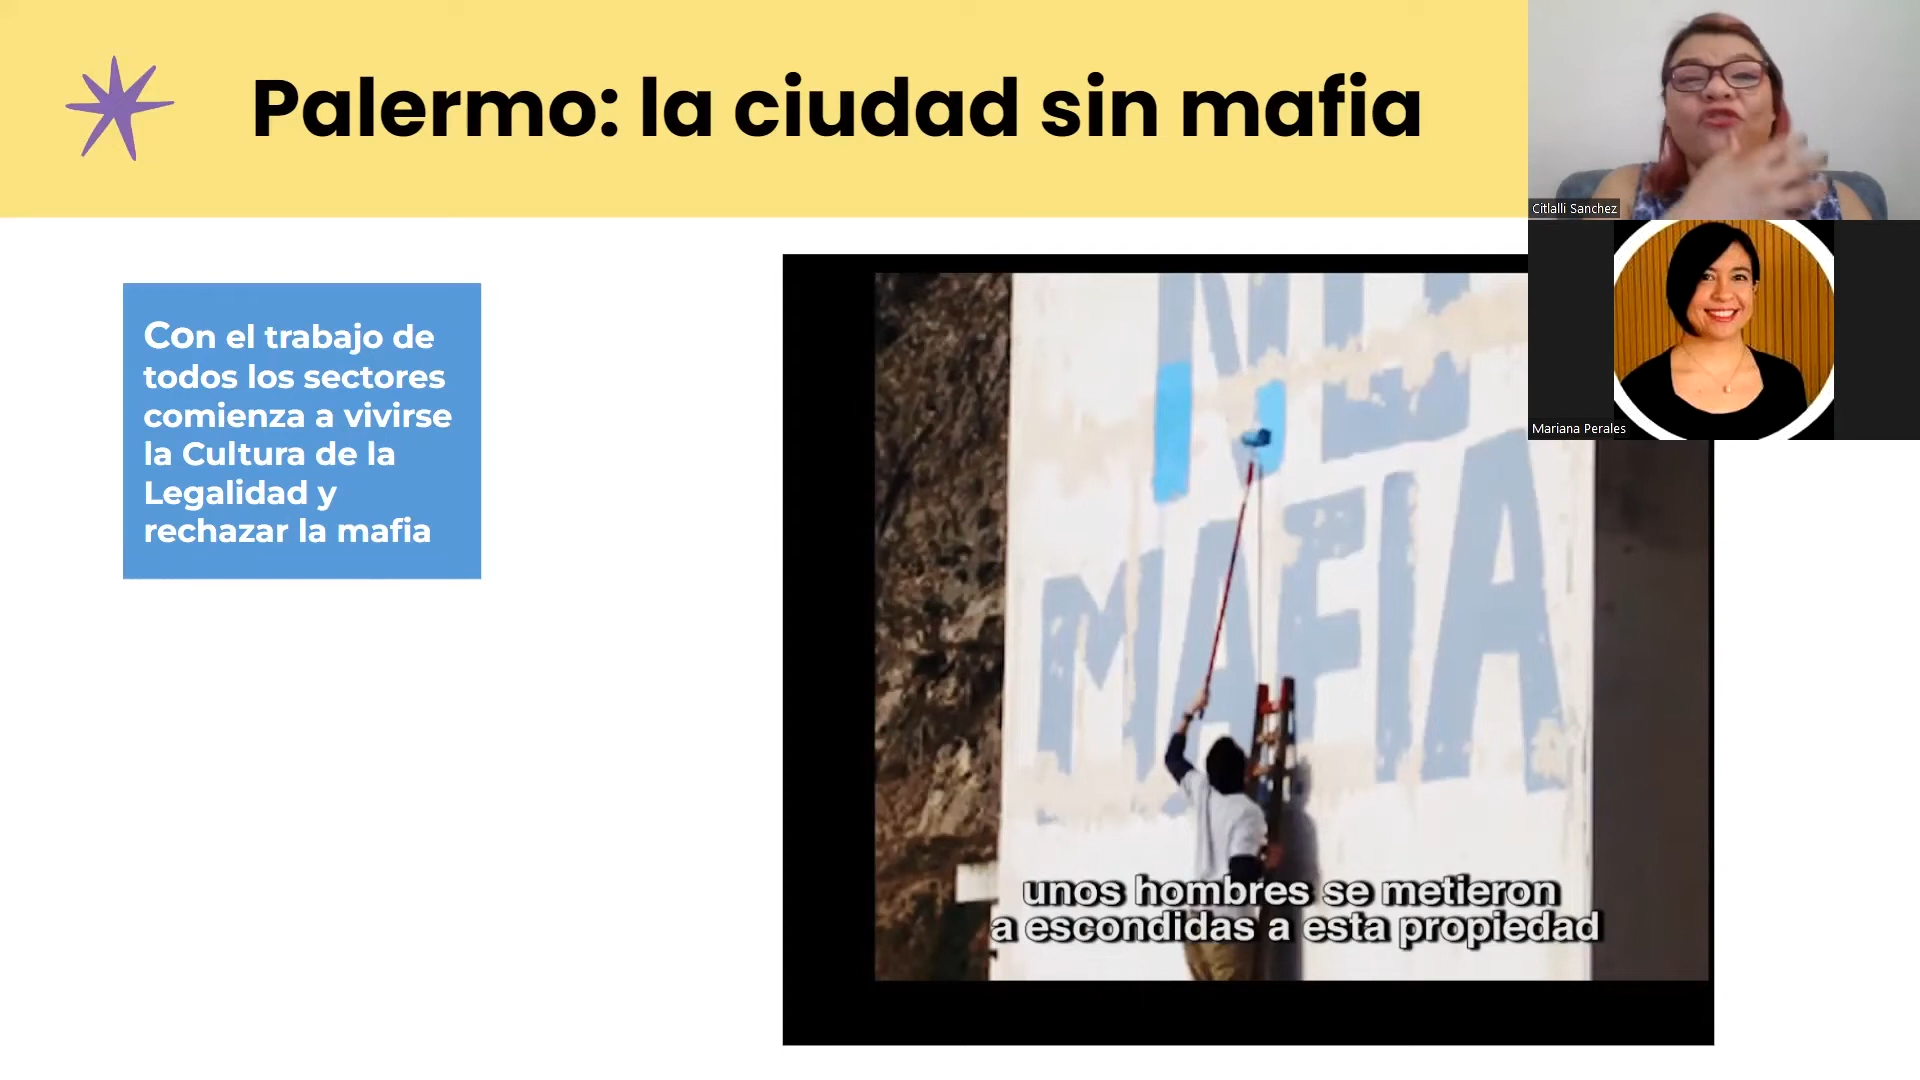 Palermo: la ciudad sin mafia
Citlalli Sanchez
Mariana Perales
Con el trabajo de
todos los sectores
comienza a vivirse
la Cultura de la
Legalidad y
rechazar la mafia
NO
MAFIA
unos hombres se metieron
a escondidas a esta propiedad